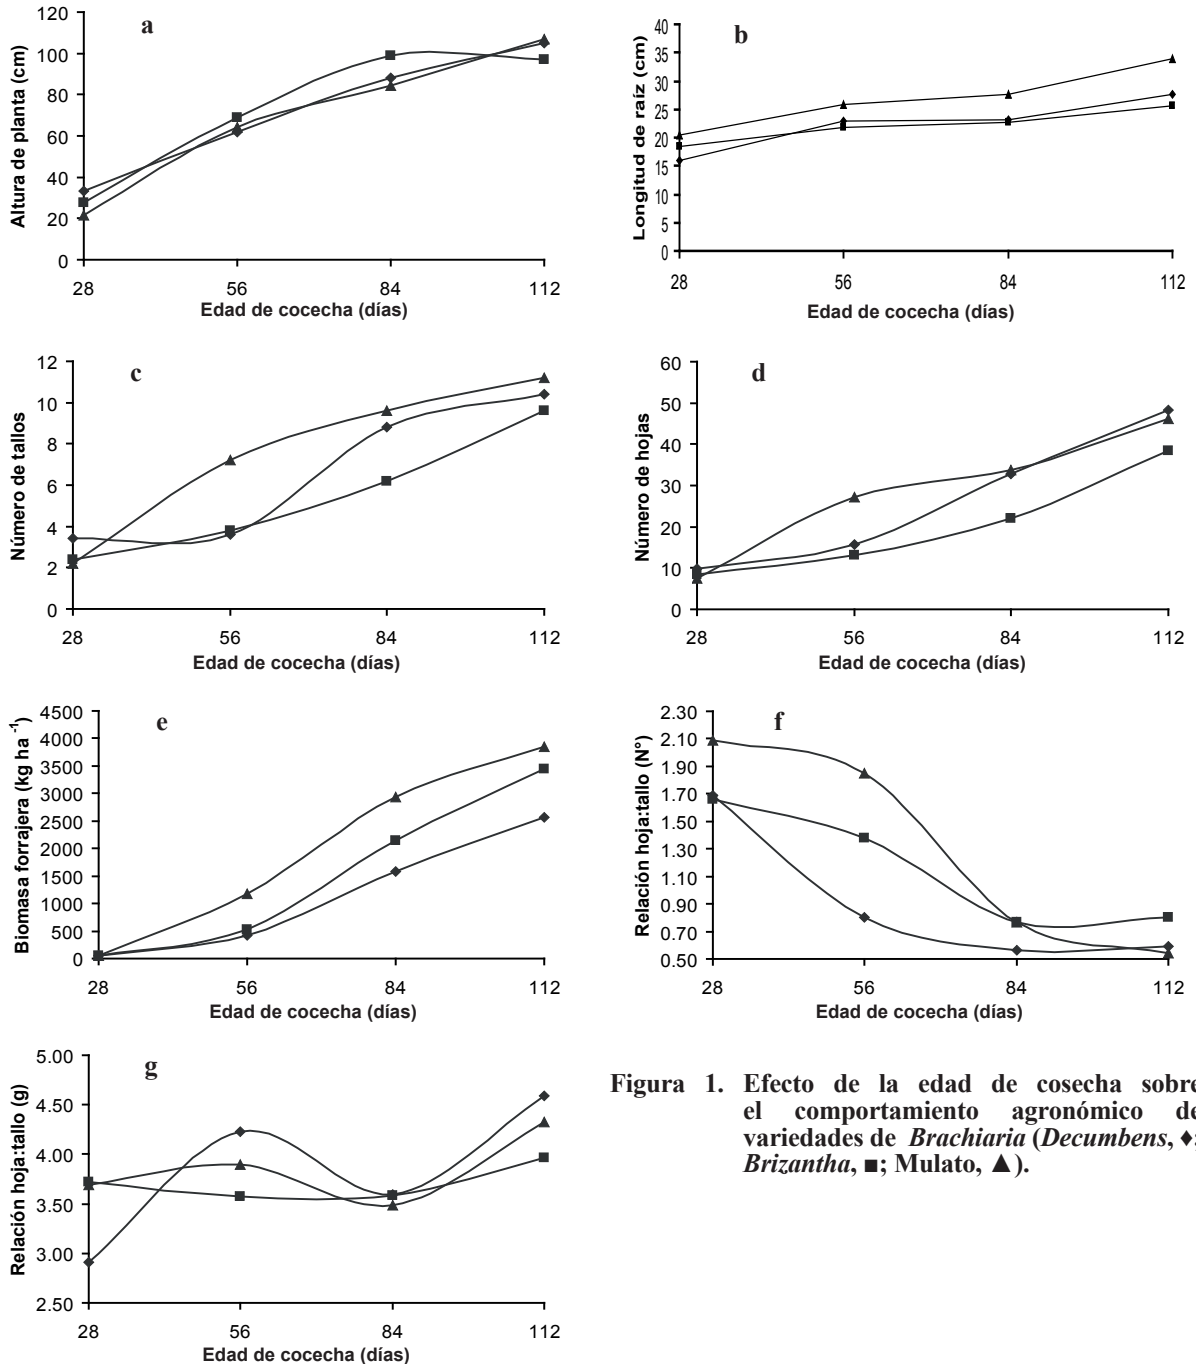 a
Altura de planta (cm)
120
100
80
60
40
20
0
28 56 84 112
Edad de cocecha (días)
b
Longitud de raíz (cm)
40
35
30
25
20
15
10
5
0
28 56 84 112
Edad de cocecha (días)
c
Número de tallos
12
10
8
6
4
2
0
28 56 84 112
Edad de cocecha (días)
d
Número de hojas
60
50
40
30
20
10
0
28 56 84 112
Edad de cocecha (días)
e
Biomasa forrajera (kg ha -1)
4500
4000
3500
3000
2500
2000
1500
1000
500
0
28 56 84 112
Edad de cocecha (días)
f
Relación hoja:tallo (N°)
2.30
2.10
1.90
1.70
1.50
1.30
1.10
0.90
0.70
0.50
28 56 84 112
Edad de cocecha (días)
g
Relación hoja:tallo (g)
5.00
4.50
4.00
3.50
3.00
2.50
28 56 84 112
Edad de cocecha (días)
Figura 1. Efecto de la edad de cosecha sobre
el comportamiento agronómico de
variedades de Brachiaria (Decumbens, ♦;
Brizantha, ■; Mulato, ▲).